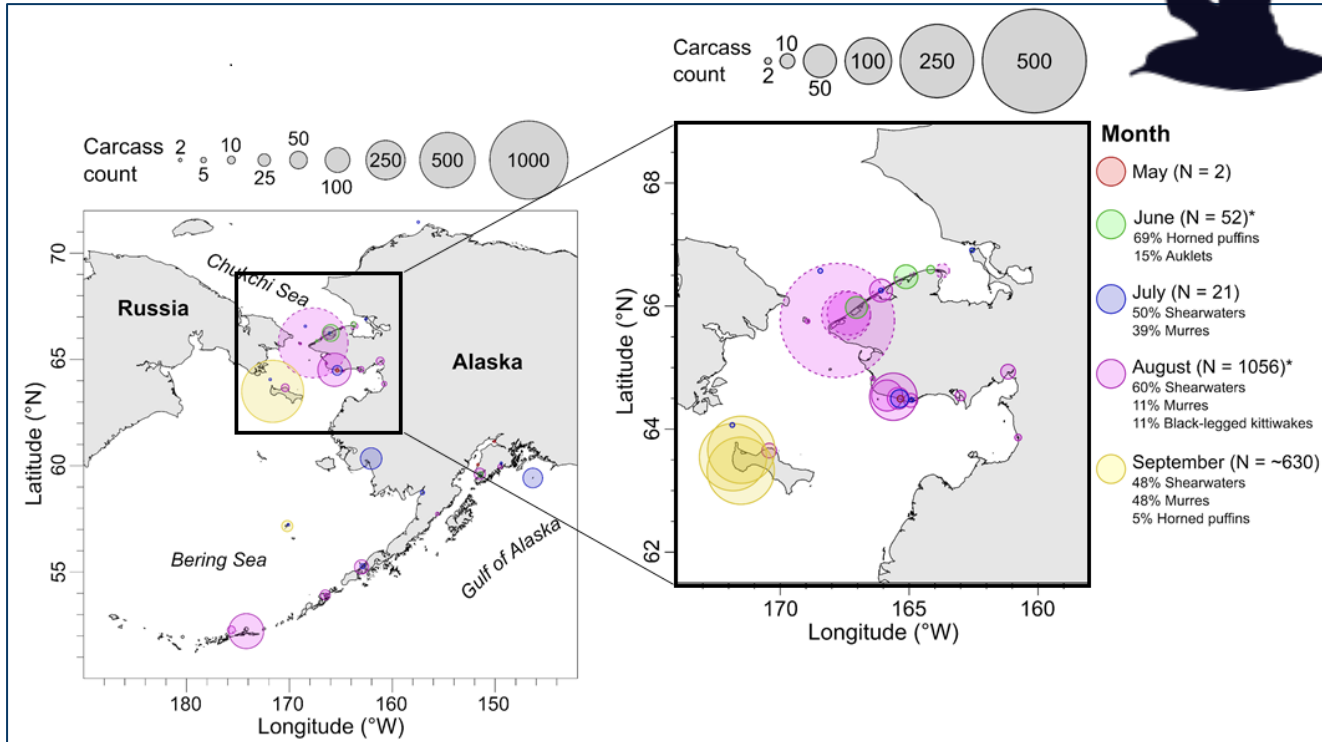 Carcass
count
2
5
10
25
50
100
250
500
1000
Carcass
count
2
10
50
100
250
500
70
65
60
55
Latitude (°N)
180
170
160
150
Longitude (°W)
Russia
Chukchi Sea
Alaska
Bering Sea
Gulf of Alaska
68
66
64
62
Latitude (°N)
170
165
160
Longitude (°W)
Month
May (N = 2)
June (N = 52)*
69% Horned puffins
15% Auklets
July (N = 21)
50% Shearwaters
39% Murres
August (N = 1056)*
60% Shearwaters
11% Murres
11% Black-legged kittiwakes
September (N = ~630)
48% Shearwaters
48% Murres
5% Horned puffins